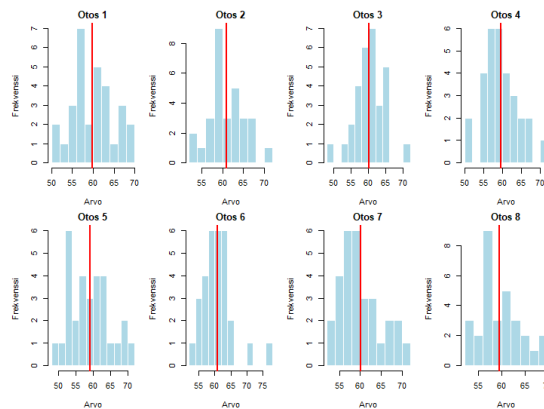 Otos 1
Frekvenssi
0 1 2 3 4 5 6 7
50 55 60 65 70
Arvo
Otos 2
Frekvenssi
0 2 4 6 8
55 60 65 70
Arvo
Otos 3
Frekvenssi
0 1 2 3 4 5 6 7
50 55 60 65 70
Arvo
Otos 4
Frekvenssi
0 1 2 3 4 5 6
50 55 60 65 70
Arvo
Otos 5
Frekvenssi
0 1 2 3 4 5 6
50 55 60 65 70
Arvo
Otos 6
Frekvenssi
0 1 2 3 4 5 6
55 60 65 70 75
Arvo
Otos 7
Frekvenssi
0 1 2 3 4 5 6
55 60 65 70
Arvo
Otos 8
Frekvenssi
0 2 4 6 8
55 60 65 70
Arvo